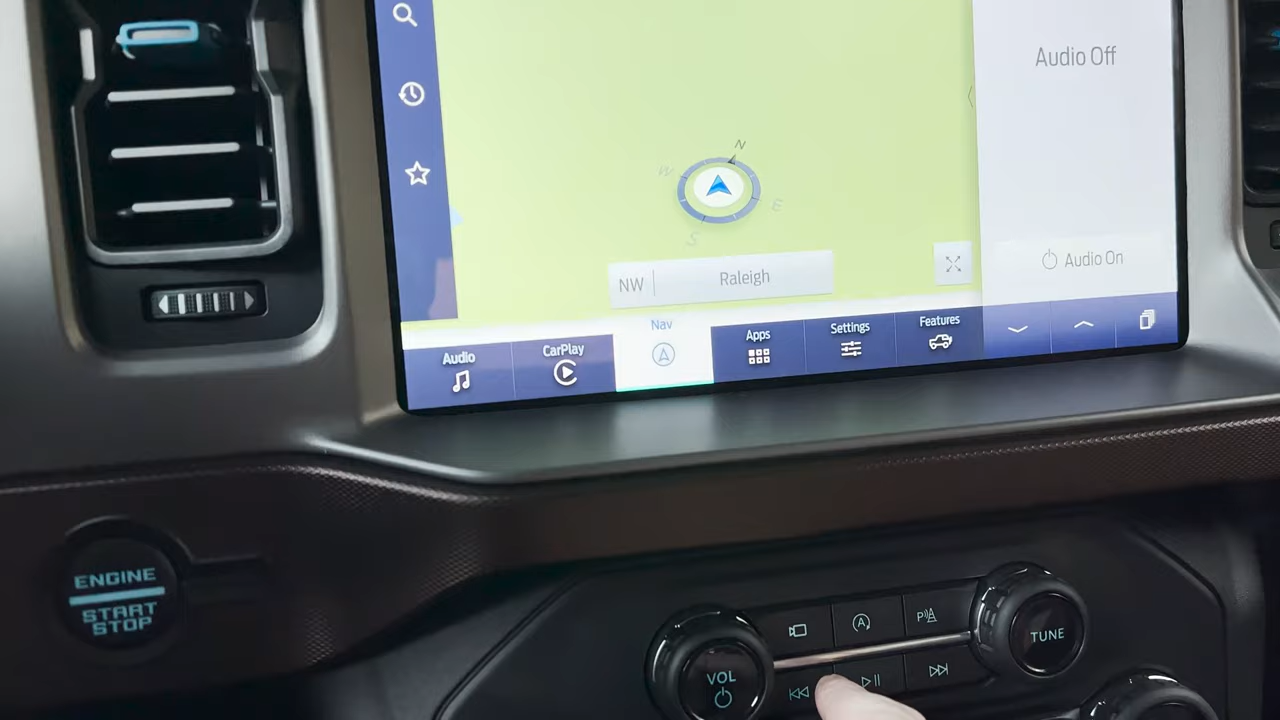 Audio Off
N
W
E
S
NW
Raleigh
Audio On
Audio
CarPlay
Nav
Apps
Settings
Features
ENGINE
START
STOP
VOL
TUNE
A
P